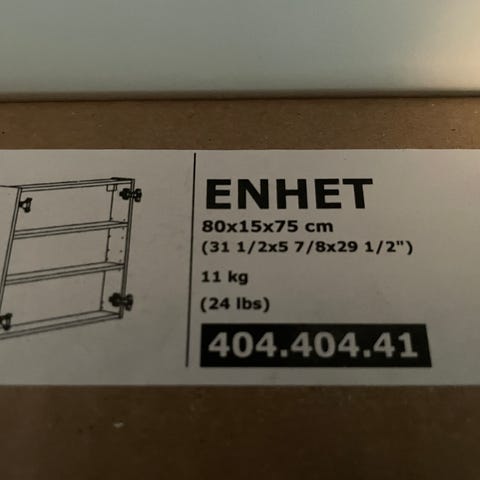 ENHET
80x15x75 cm
(31 1/2x5 7/8x29 1/2")
11 kg
(24 lbs)
404.404.41